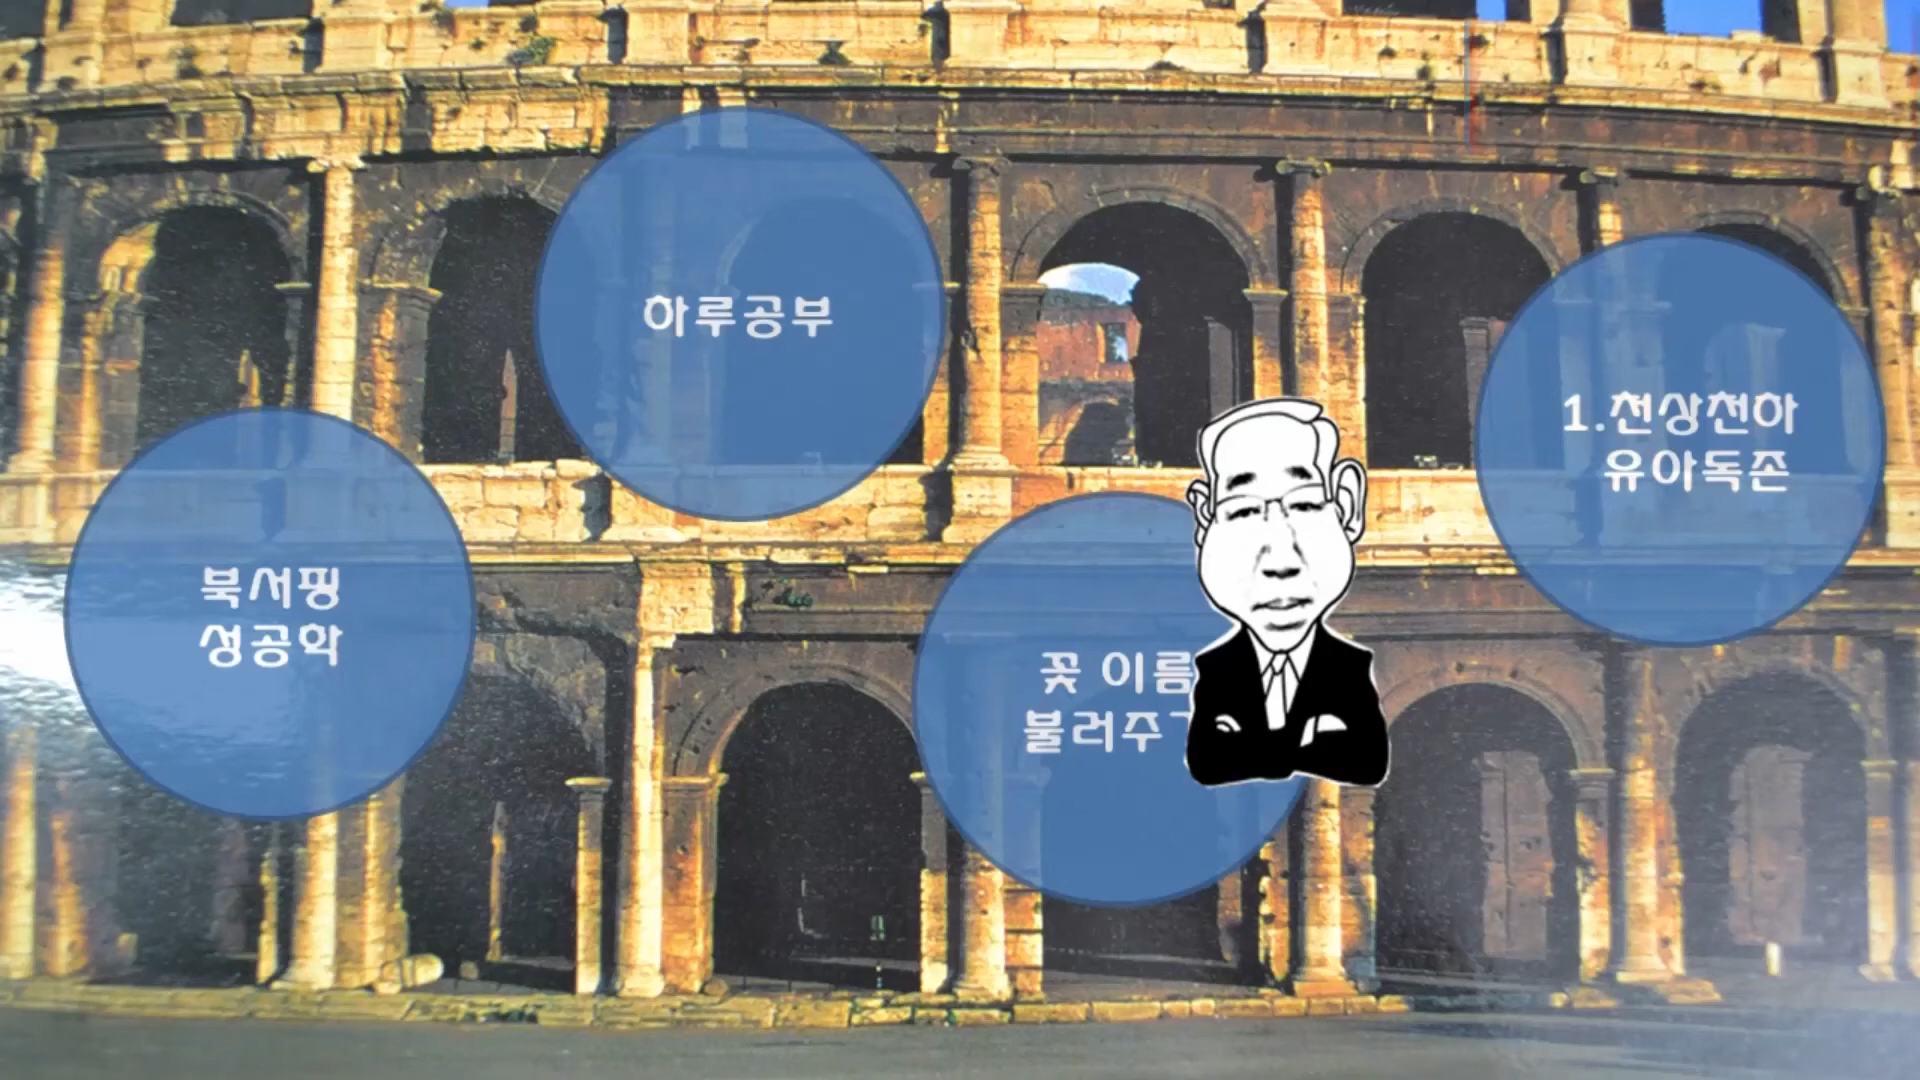 북서핑
성공학
하루공부
꽃 이름
불러주
1.천상천하
유아독존